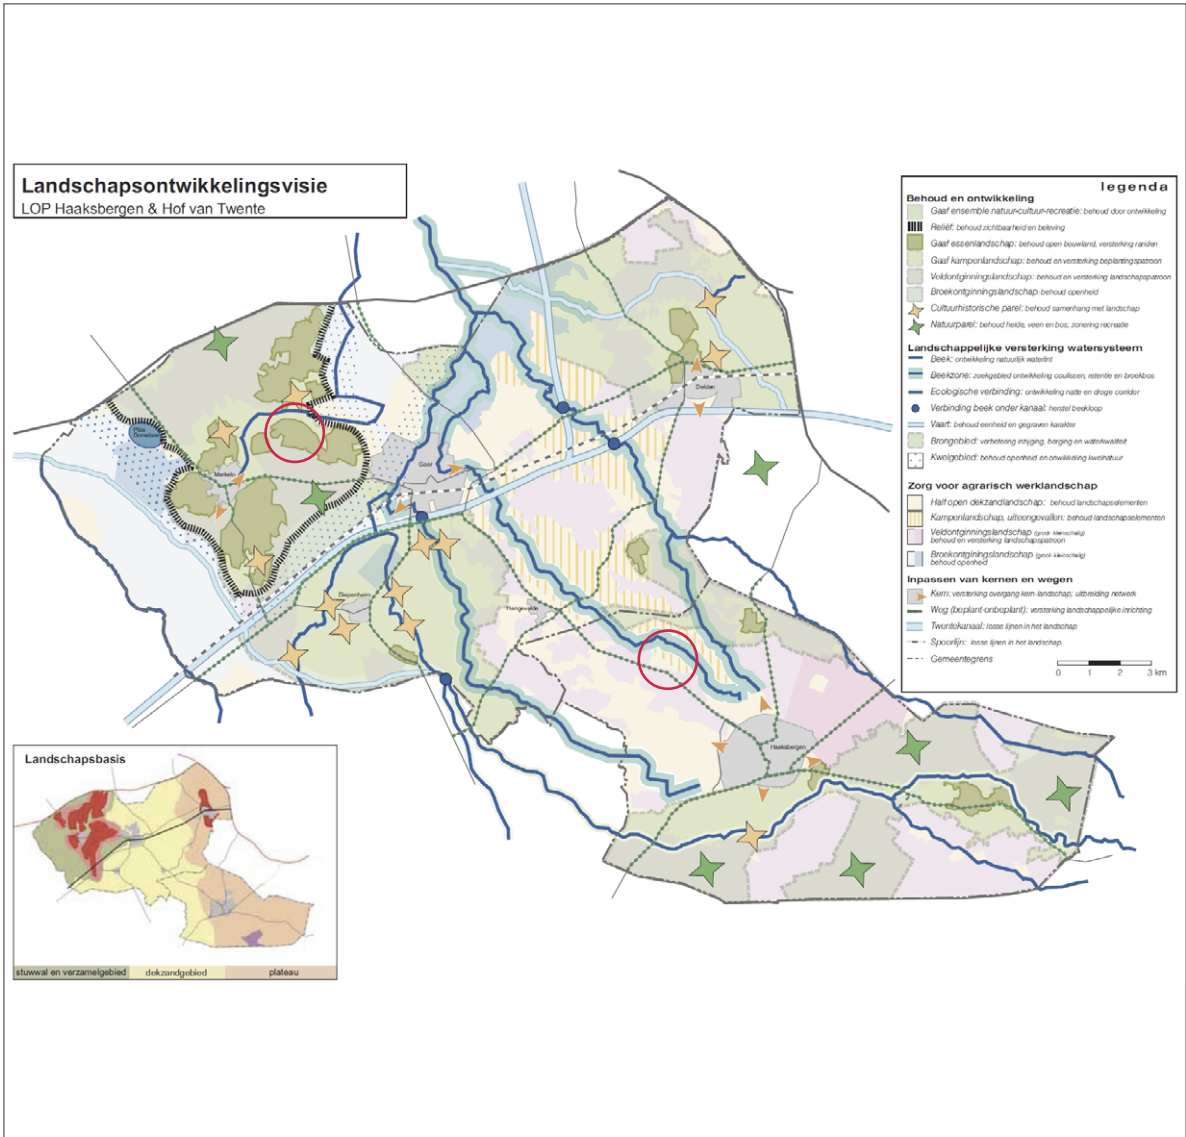 Landschapsontwikkelingsvisie
LOP Haaksbergen & Hof van Twente
legenda
Behoud en ontwikkeling
Gaaf ensemble natuur-cultuur-recreatie: behoud door ontwikkeling
Reliëf: behoud zichtbaarheid en beleving
Gaaf essenlandschap: behoud open bouwland, versterking randen
Gaaf kampenlandschap: behoud en versterking beplantingspatroon
Veldontginningslandschap: behoud en versterking landschapspatroon
Broekontginningslandschap: behoud openheid
Cultuurhistorische parel: behoud samenhang met landschap
Natuurparel: behoud heide, veen en bos; zonering recreatie
Landschappelijke versterking watersysteem
Beek: ontwikkeling natuurlijk waterlint
Beekzone: zoekgebied ontwikkeling coulissen, retentie en broekbos
Ecologische verbinding: ontwikkeling natte en droge corridor
Verbinding beek onder kanaal: herstel beekloop
Vaart: behoud eenheid en gegraven karakter
Brongebied: verbetering inzijging, berging en waterkwaliteit
Kwelgebied: behoud openheid en ontwikkeling kwelnatuur
Zorg voor agrarisch werklandschap
Half open dekzandlandschap: behoud landschapselementen
Kampenlandschap, uiteengevallen: behoud landschapselementen
Veldontginningslandschap (groot- kleinschalig)
behoud en versterking landschapspatroon
Broekontginingslandschap (groot- kleinschalig)
behoud openheid
Inpassen van kernen en wegen
Kern: versterking overgang kern-landschap; uitbreiding netwerk
Weg (beplant-onbeplant): versterking landschappelijke inrichting
Twentekanaal: losse lijnen in het landschap
Spoorlijn: losse lijnen in het landschap
Gemeentegrens
0 1 2 3 km
Delden
Goor
Markelo
Diepenheim
Hengevelde
Haaksbergen
Landschapsbasis
stuwwal en verzamelgebied dekzandgebied plateau